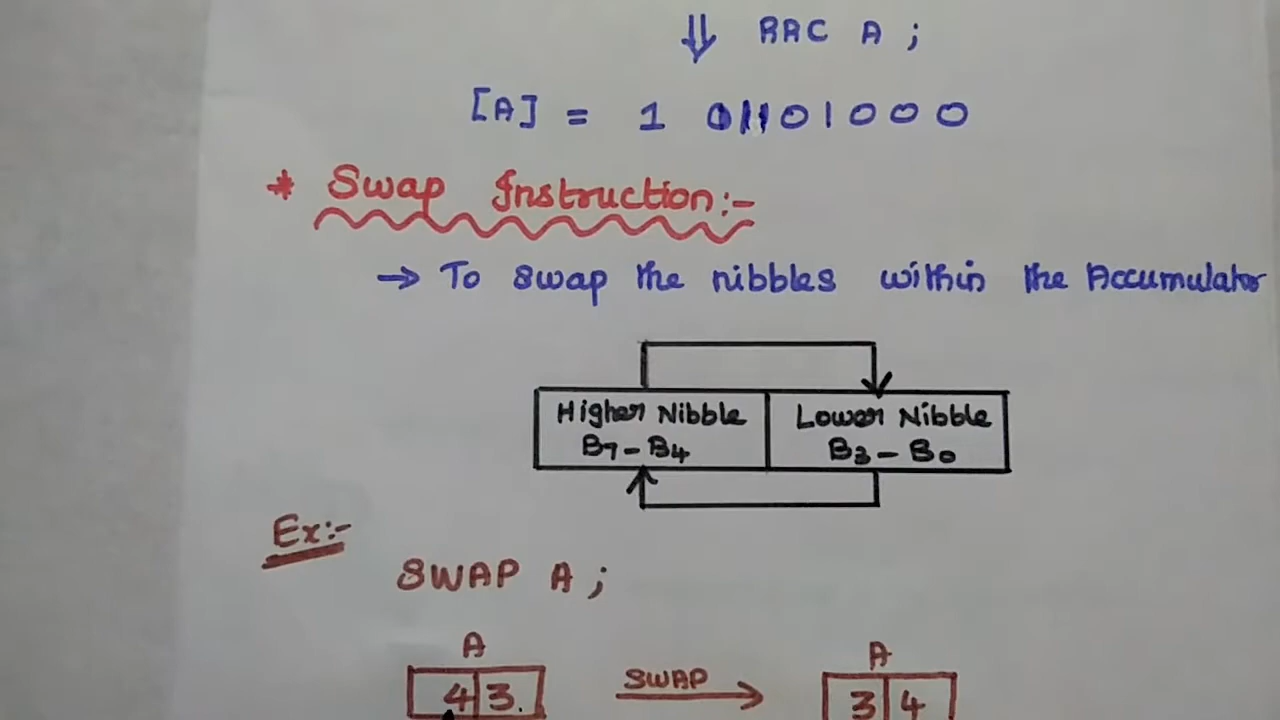 ⇓ RRC A ;
[A] = 1 01101000
* Swap Instruction:-
→ To swap the nibbles within the Accumulator
Higher Nibble
B7-B4
Lower Nibble
B3-B0
Ex:-
SWAP A ;
A
4 3
SWAP
A
3 4